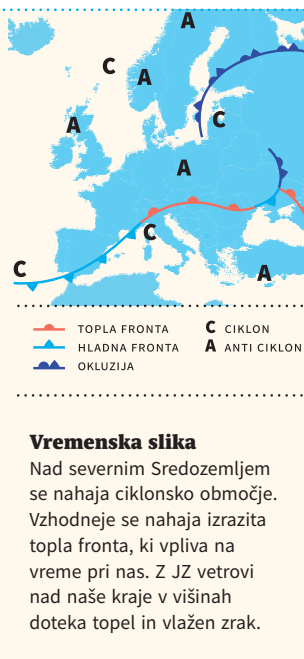 A
C
A
C
A
A
C
C
A
TOPLA FRONTA
HLADNA FRONTA
OKLUZIJA
C CIKLON
A ANTI CIKLON
Vremenska slika
Nad severnim Sredozemljem
se nahaja ciklonsko območje.
Vzhodneje se nahaja izrazita
topla fronta, ki vpliva na
vreme pri nas. Z JZ vetrovi
nad naše kraje v višinah
doteka topel in vlažen zrak.